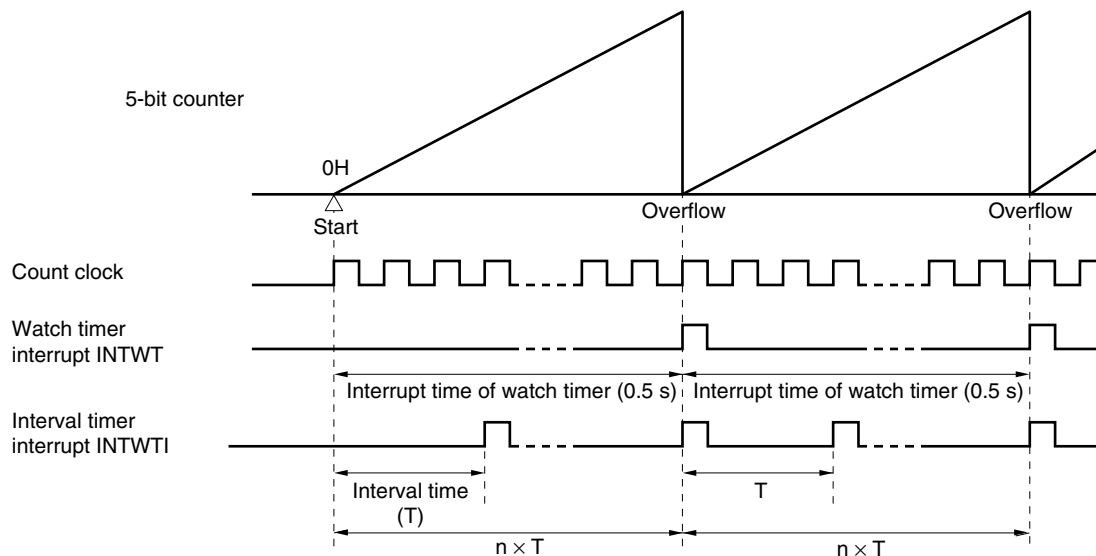 5-bit counter
0H
Start
Overflow
Overflow
Count clock
Watch timer
interrupt INTWT
Interrupt time of watch timer (0.5 s)
Interrupt time of watch timer (0.5 s)
Interval timer
interrupt INTWTI
Interval time
(T)
T
n × T
n × T